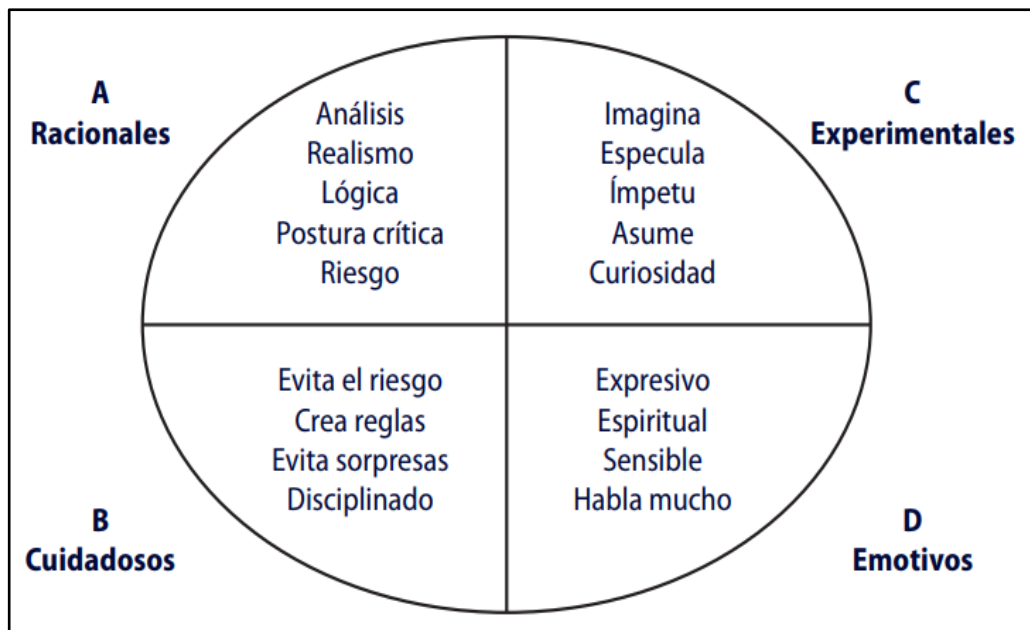 A
Racionales
Análisis
Realismo
Lógica
Postura crítica
Riesgo
Imagina
Especula
Ímpetu
Asume
Curiosidad
C
Experimentales
B
Cuidadosos
Evita el riesgo
Crea reglas
Evita sorpresas
Disciplinado
Expresivo
Espiritual
Sensible
Habla mucho
D
Emotivos